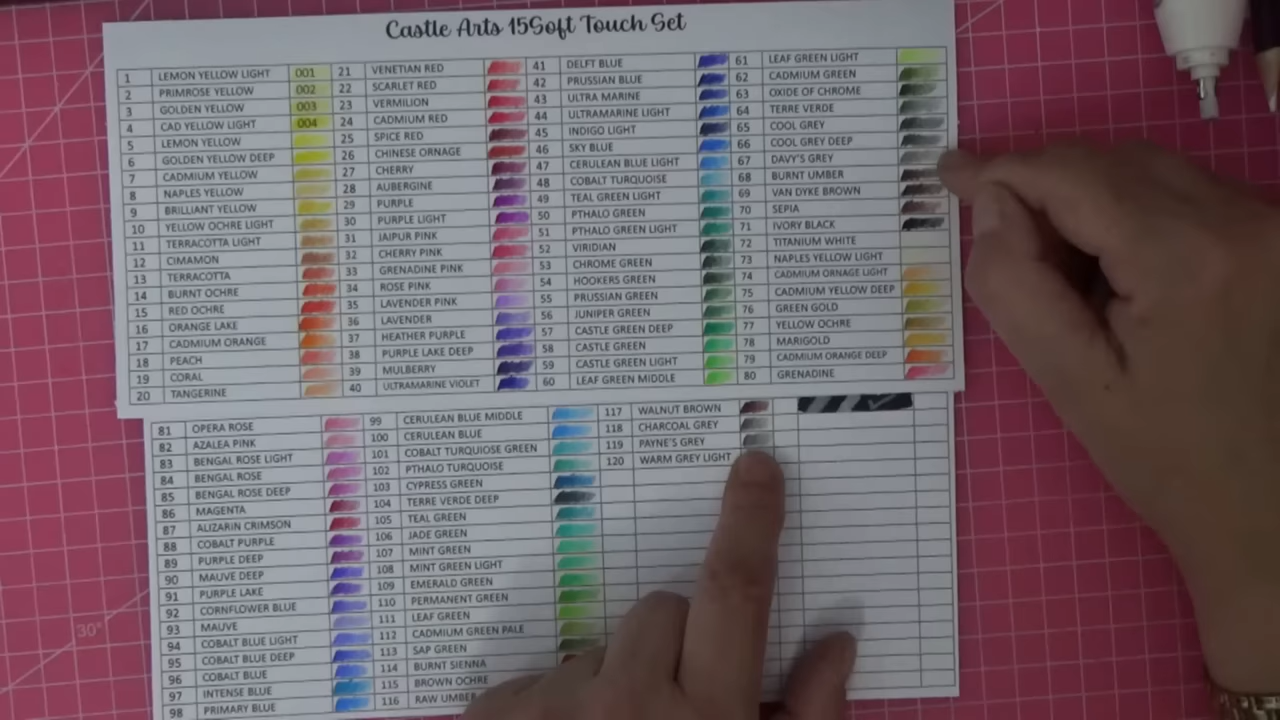 Castle Arts 15Soft Touch Set
1 LEMON YELLOW LIGHT 001
2 PRIMROSE YELLOW 002
3 GOLDEN YELLOW 003
4 CAD YELLOW LIGHT 004
5 LEMON YELLOW
6 GOLDEN YELLOW DEEP
7 CADMIUM YELLOW
8 NAPLES YELLOW
9 BRILLIANT YELLOW
10 YELLOW OCHRE LIGHT
11 TERRACOTTA LIGHT
12 CIMAMON
13 TERRACOTTA
14 BURNT OCHRE
15 RED OCHRE
16 ORANGE LAKE
17 CADMIUM ORANGE
18 PEACH
19 CORAL
20 TANGERINE
21 VENETIAN RED
22 SCARLET RED
23 VERMILION
24 CADMIUM RED
25 SPICE RED
26 CHINESE ORNAGE
27 CHERRY
28 AUBERGINE
29 PURPLE
30 PURPLE LIGHT
31 JAIPUR PINK
32 CHERRY PINK
33 GRENADINE PINK
34 ROSE PINK
35 LAVENDER PINK
36 LAVENDER
37 HEATHER PURPLE
38 PURPLE LAKE DEEP
39 MULBERRY
40 ULTRAMARINE VIOLET
41 DELFT BLUE
42 PRUSSIAN BLUE
43 ULTRA MARINE
44 ULTRAMARINE LIGHT
45 INDIGO LIGHT
46 SKY BLUE
47 CERULEAN BLUE LIGHT
48 COBALT TURQUOISE
49 TEAL GREEN LIGHT
50 PTHALO GREEN
51 PTHALO GREEN LIGHT
52 VIRIDIAN
53 CHROME GREEN
54 HOOKERS GREEN
55 PRUSSIAN GREEN
56 JUNIPER GREEN
57 CASTLE GREEN DEEP
58 CASTLE GREEN
59 CASTLE GREEN LIGHT
60 LEAF GREEN MIDDLE
61 LEAF GREEN LIGHT
62 CADMIUM GREEN
63 OXIDE OF CHROME
64 TERRE VERDE
65 COOL GREY
66 COOL GREY DEEP
67 DAVY'S GREY
68 BURNT UMBER
69 VAN DYKE BROWN
70 SEPIA
71 IVORY BLACK
72 TITANIUM WHITE
73 NAPLES YELLOW LIGHT
74 CADMIUM ORNAGE LIGHT
75 CADMIUM YELLOW DEEP
76 GREEN GOLD
77 YELLOW OCHRE
78 MARIGOLD
79 CADMIUM ORANGE DEEP
80 GRENADINE
81 OPERA ROSE
82 AZALEA PINK
83 BENGAL ROSE LIGHT
84 BENGAL ROSE
85 BENGAL ROSE DEEP
86 MAGENTA
87 ALIZARIN CRIMSON
88 COBALT PURPLE
89 PURPLE DEEP
90 MAUVE DEEP
91 PURPLE LAKE
92 CORNFLOWER BLUE
93 MAUVE
94 COBALT BLUE LIGHT
95 COBALT BLUE DEEP
96 COBALT BLUE
97 INTENSE BLUE
98 PRIMARY BLUE
99 CERULEAN BLUE MIDDLE
100 CERULEAN BLUE
101 COBALT TURQUIOSE GREEN
102 PTHALO TURQUOISE
103 CYPRESS GREEN
104 TERRE VERDE DEEP
105 TEAL GREEN
106 JADE GREEN
107 MINT GREEN
108 MINT GREEN LIGHT
109 EMERALD GREEN
110 PERMANENT GREEN
111 LEAF GREEN
112 CADMIUM GREEN PALE
113 SAP GREEN
114 BURNT SIENNA
115 BROWN OCHRE
116 RAW UMBER
117 WALNUT BROWN
118 CHARCOAL GREY
119 PAYNE'S GREY
120 WARM GREY LIGHT
30°